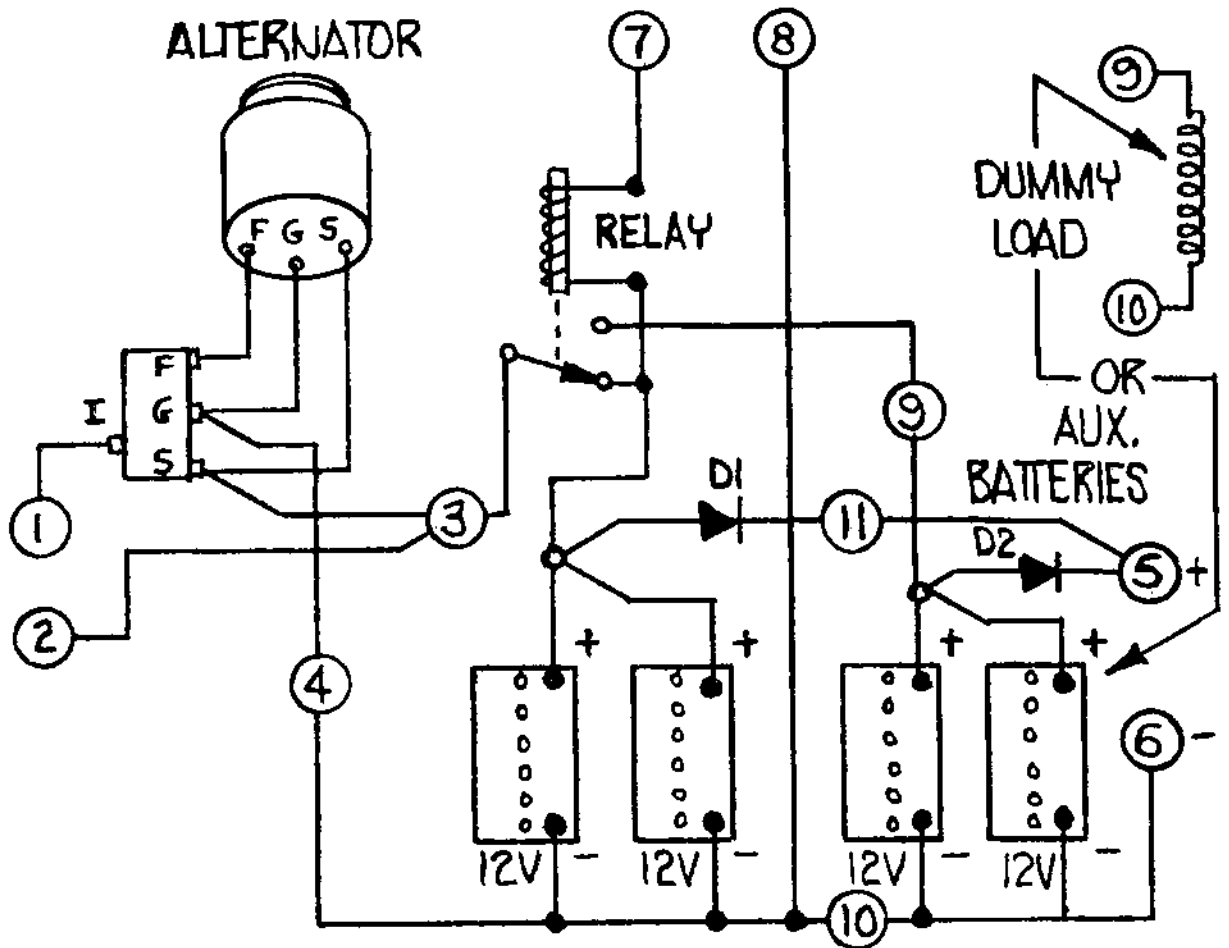 ALTERNATOR
F G S
F
I G
S
1
2
3
4
7
RELAY
8
9
DUMMY
LOAD
10
OR
AUX.
BATTERIES
9
D1
11
D2
5 +
+
+
+
+
6 -
12V -
12V -
12V -
12V -
10